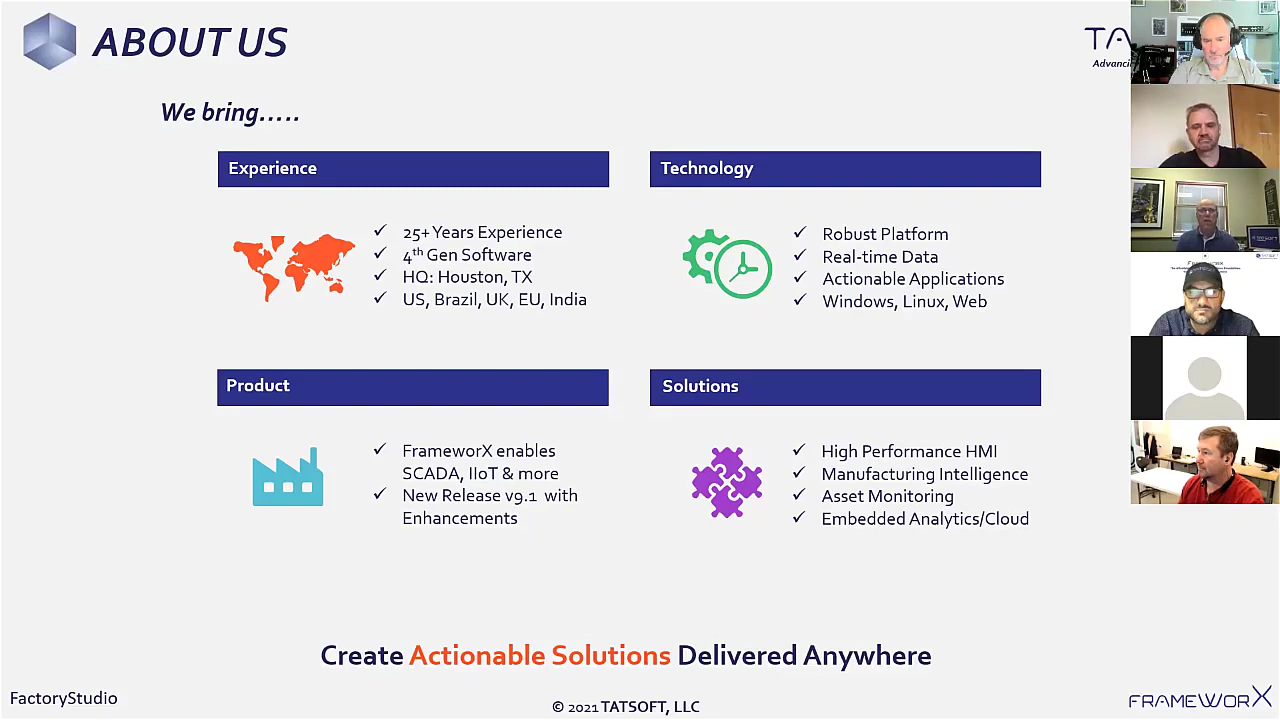 ABOUT US
TA
Advanci
We bring.....
Experience
25+ Years Experience
4th Gen Software
HQ: Houston, TX
US, Brazil, UK, EU, India
Technology
Robust Platform
Real-time Data
Actionable Applications
Windows, Linux, Web
Product
FrameworX enables
SCADA, IIoT & more
New Release v9.1 with
Enhancements
Solutions
High Performance HMI
Manufacturing Intelligence
Asset Monitoring
Embedded Analytics/Cloud
Create Actionable Solutions Delivered Anywhere
FactoryStudio
© 2021 TATSOFT, LLC
FRAMEWORX